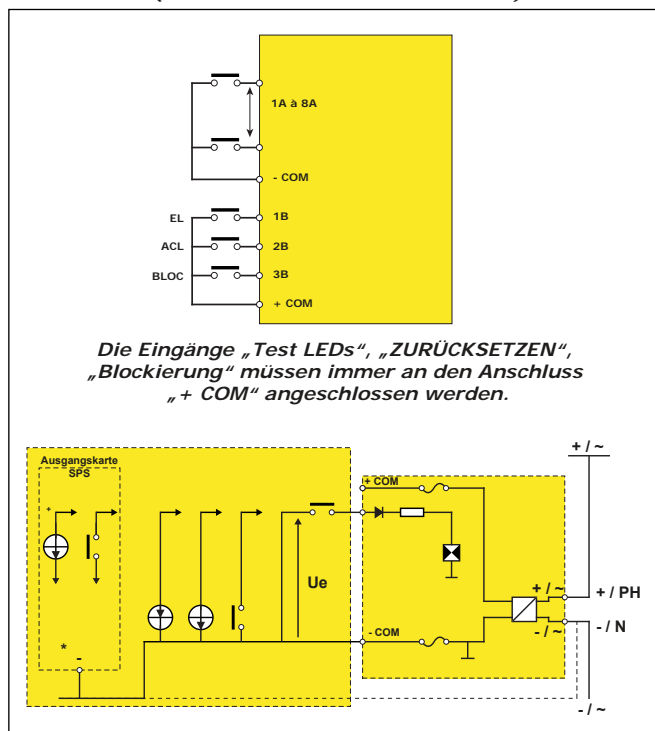 1A à 8A
- COM
EL
1B
ACL
2B
BLOC
3B
+ COM
Die Eingänge „Test LEDs“, „ZURÜCKSETZEN“,
„Blockierung“ müssen immer an den Anschluss
„+ COM“ angeschlossen werden.
+ / ~
Ausgangskarte
SPS
+ COM
+
Ue
+ / ~
+ / PH
- / ~
- / N
- COM
*
-
- / ~